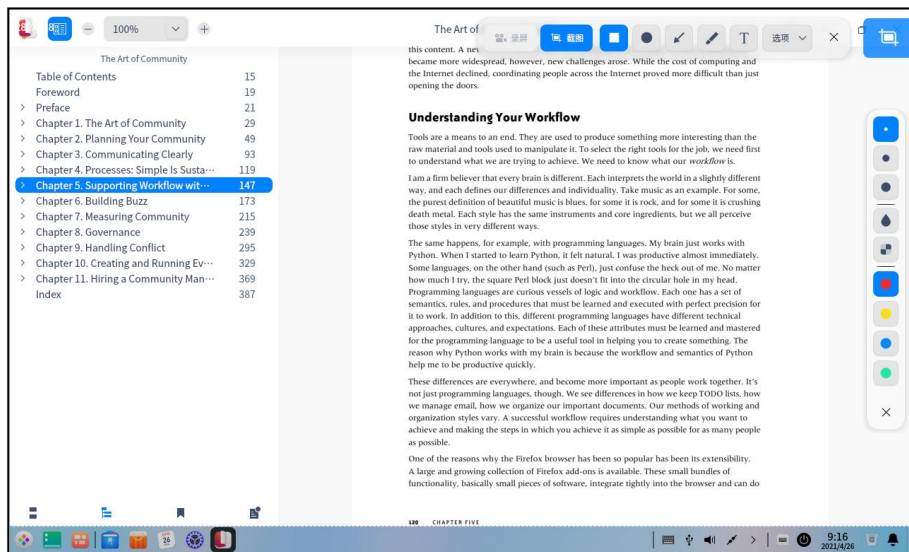 100%
The Art of
录屏
截图
T
选项
The Art of Community
Table of Contents 15
Foreword 19
Preface 21
Chapter 1. The Art of Community 29
Chapter 2. Planning Your Community 49
Chapter 3. Communicating Clearly 93
Chapter 4. Processes: Simple Is Susta··· 119
Chapter 5. Supporting Workflow wit··· 147
Chapter 6. Building Buzz 173
Chapter 7. Measuring Community 215
Chapter 8. Governance 239
Chapter 9. Handling Conflict 295
Chapter 10. Creating and Running Ev··· 329
Chapter 11. Hiring a Community Man··· 369
Index 387
this content. A
became more widespread, however, new challenges arose. While the cost of computing and
the Internet declined, coordinating people across the Internet proved more difficult than just
opening the doors.
Understanding Your Workflow
Tools are a means to an end. They are used to produce something more interesting than the
raw material and tools used to manipulate it. To select the right tools for the job, we need first
to understand what we are trying to achieve. We need to know what our workflow is.
I am a firm believer that every brain is different. Each interprets the world in a slightly different
way, and each defines our differences and individuality. Take music as an example. For some,
the purest definition of beautiful music is blues, for some it is rock, and for some it is crushing
death metal. Each style has the same instruments and core ingredients, but we all perceive
those styles in very different ways.
The same happens, for example, with programming languages. My brain just works with
Python. When I started to learn Python, it felt natural. I was productive almost immediately.
Some languages, on the other hand (such as Perl), just confuse the heck out of me. No matter
how much I try, the square Perl block just doesn't fit into the circular hole in my head.
Programming languages are curious vessels of logic and workflow. Each one has a set of
semantics, rules, and procedures that must be learned and executed with perfect precision for
it to work. In addition to this, different programming languages have different technical
approaches, cultures, and expectations. Each of these attributes must be learned and mastered
for the programming language to be a useful tool in helping you to create something. The
reason why Python works with my brain is because the workflow and semantics of Python
help me to be productive quickly.
These differences are everywhere, and become more important as people work together. It's
not just programming languages, though. We see differences in how we keep TODO lists, how
we manage email, how we organize our important documents. Our methods of working and
organization styles vary. A successful workflow requires understanding what you want to
achieve and making the steps in which you achieve it as simple as possible for as many people
as possible.
One of the reasons why the Firefox browser has been so popular has been its extensibility.
A large and growing collection of Firefox add-ons is available. These small bundles of
functionality, basically small pieces of software, integrate tightly into the browser and can do
120 CHAPTER FIVE
26
9:16
2021/4/26